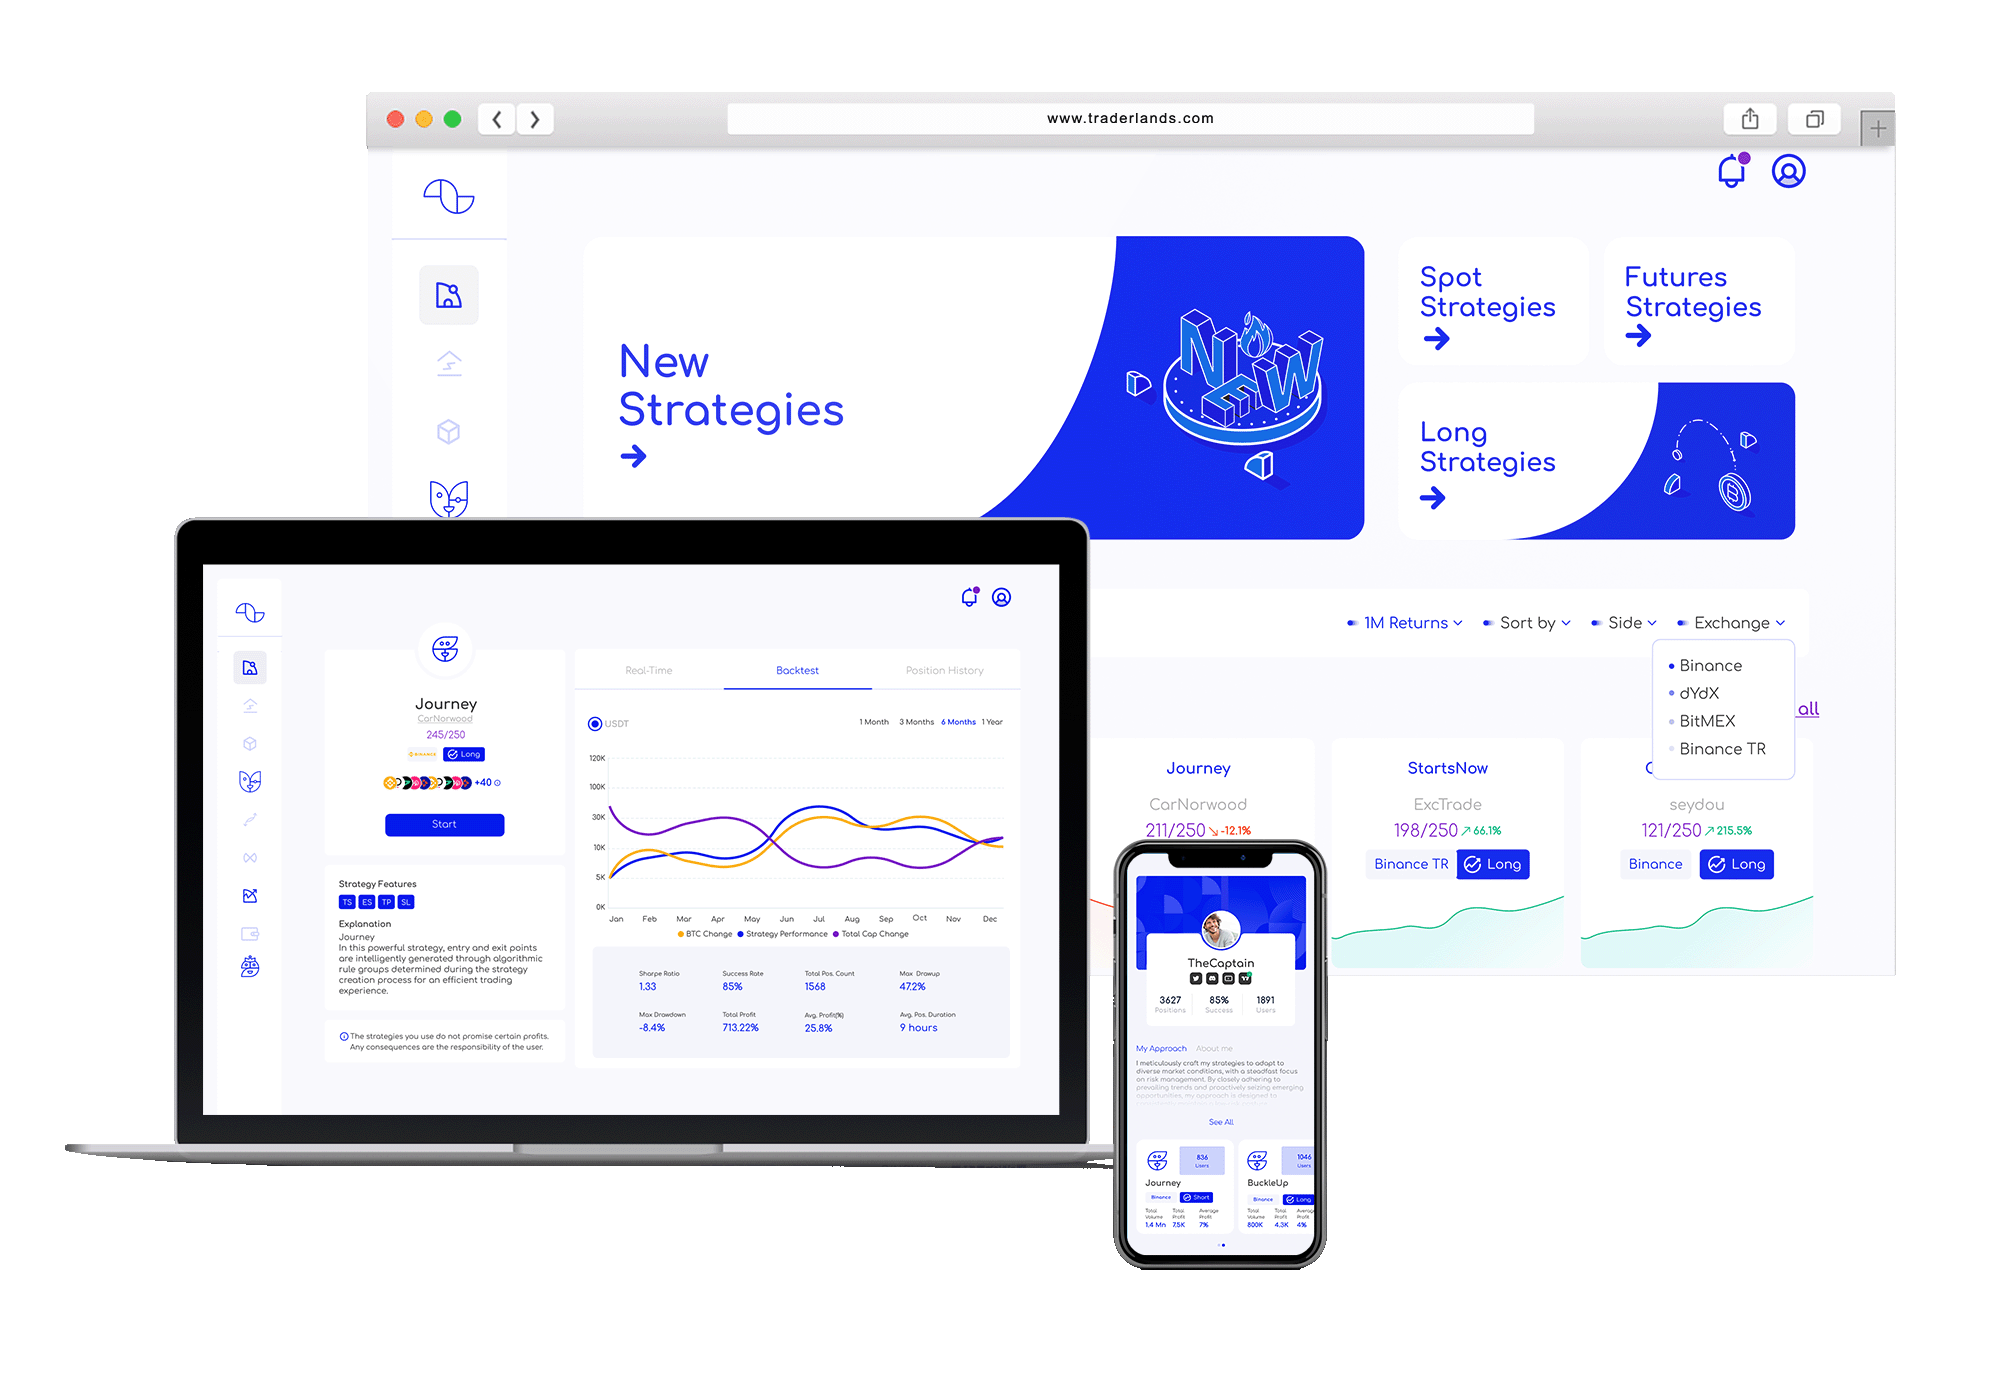 www.traderlands.com
New
Strategies
Spot
Strategies
Futures
Strategies
NEW
Long
Strategies
1M Returns
Sort by
Side
Exchange
Binance
dYdX
BitMEX
Binance TR
all
Journey
CarNorwood
211/250 -12.1%
StartsNow
ExcTrade
198/250 66.1%
Binance TR Long
seydou
121/250 215.5%
Binance Long
Journey
CarNorwood
245/250
BINANCE Long
+40
Start
Strategy Features
TS ES TP SL
Explanation
Journey
In this powerful strategy, entry and exit points
are intelligently generated through algorithmic
rule groups determined during the strategy
creation process for an efficient trading
experience.
The strategies you use do not promise certain profits.
Any consequences are the responsibility of the user.
Real-Time Backtest Position History
USDT
1 Month 3 Months 6 Months 1 Year
120K
100K
30K
10K
5K
0K
Jan Feb Mar Apr May Jun Jul Aug Sep Oct Nov Dec
BTC Change Strategy Performance Total Cap Change
Sharpe Ratio Success Rate Total Pos. Count Max Drawup
1.33 85% 1568 47.2%
Max Drawdown Total Profit Avg. Profit(%) Avg. Pos. Duration
-8.4% 713.22% 25.8% 9 hours
TheCaptain
3627 85% 1891
Positions Success Users
My Approach About me
I meticulously craft my strategies to adapt to
diverse market conditions, with a steadfast focus
on risk management. By closely adhering to
prevailing trends and proactively seizing emerging
opportunities, my approach is designed to
See All
836
Users
Journey
Binance Short
Total Total Average
Volume Profit Profit
1.4 Mn 7.5K 7%
1046
Users
BuckleUp
Binance Long
Total Total Average
Volume Profit Profit
800K 4.3K 4%